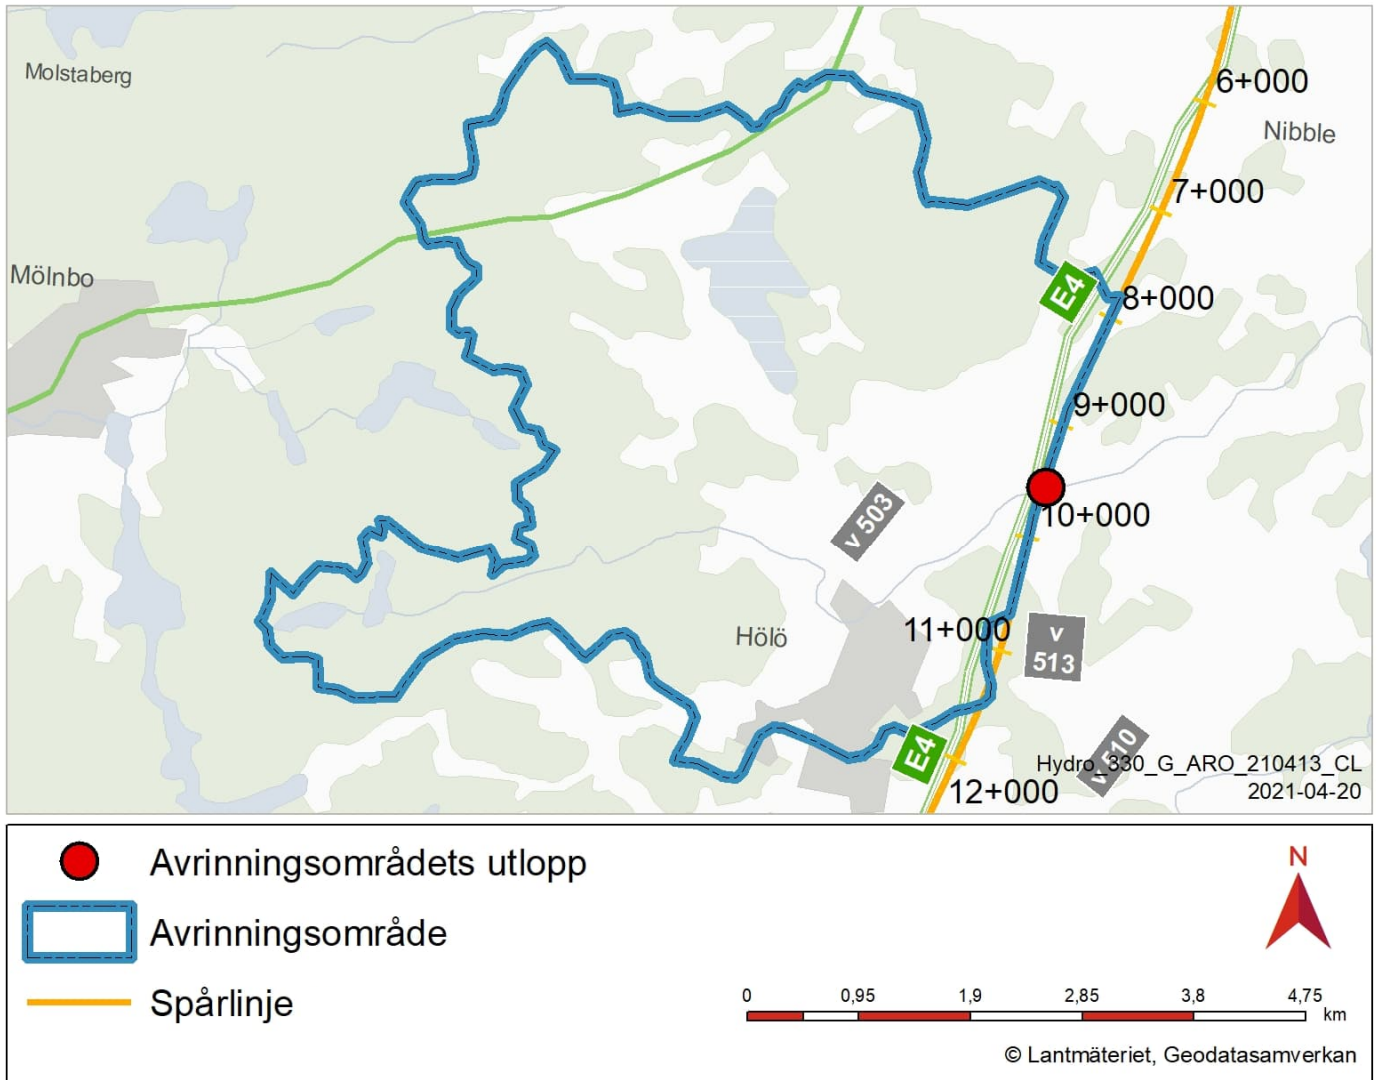 Molstaberg
6+000
Nibble
7+000
Mölnbo
E4
8+000
9+000
v 503
10+000
11+000
Hölö
v
513
E4
v 510
Hydro_330_G_ARO_210413_CL
2021-04-20
12+000
Avrinningsområdets utlopp
Avrinningsområde
Spårlinje
N
0 0,95 1,9 2,85 3,8 4,75
km
© Lantmäteriet, Geodatasamverkan